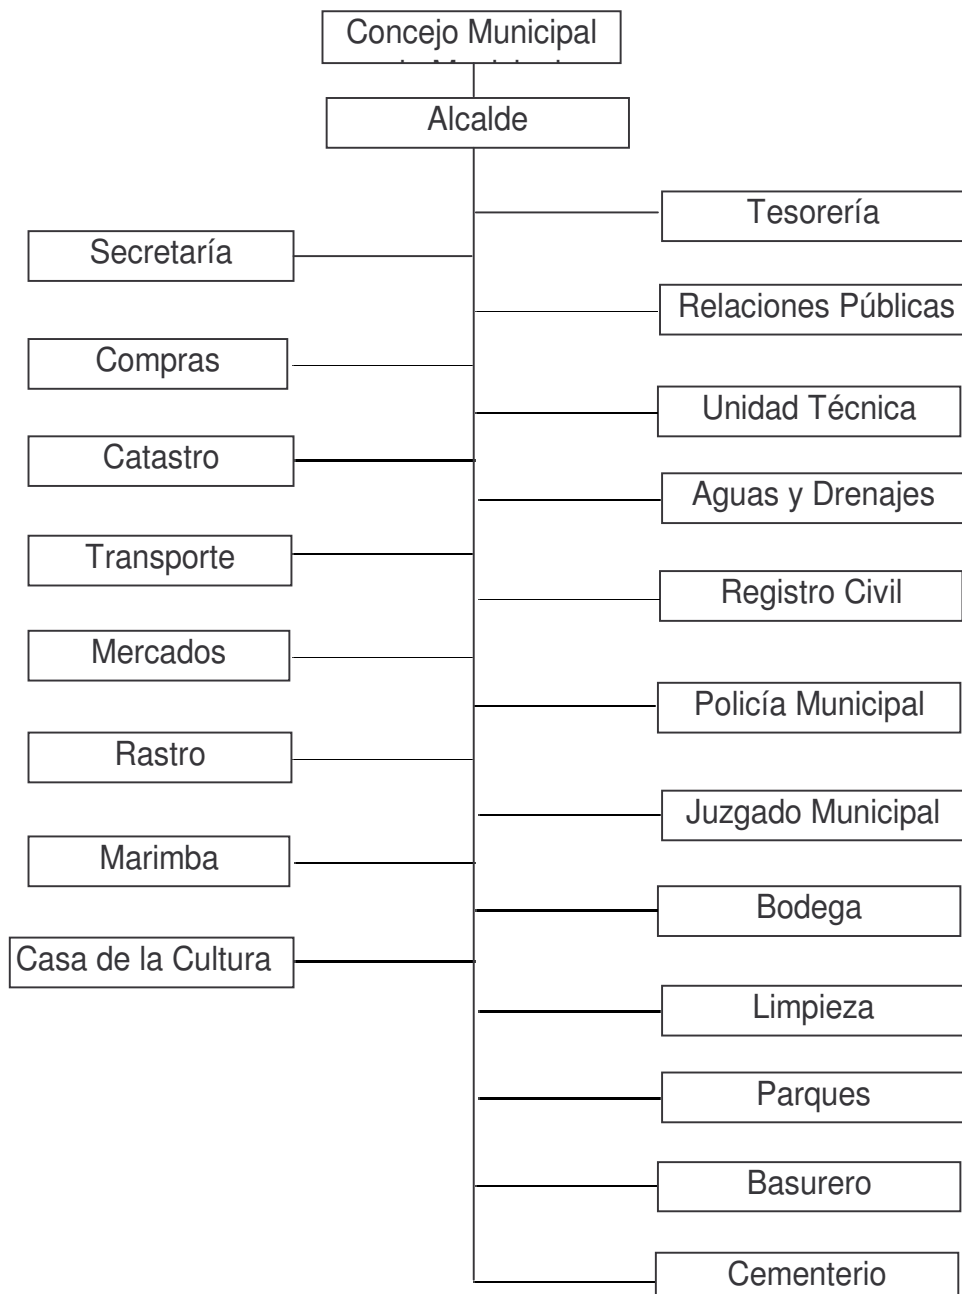 Concejo Municipal
Alcalde
Tesorería
Secretaría
Relaciones Públicas
Compras
Unidad Técnica
Catastro
Aguas y Drenajes
Transporte
Registro Civil
Mercados
Policía Municipal
Rastro
Juzgado Municipal
Marimba
Bodega
Casa de la Cultura
Limpieza
Parques
Basurero
Cementerio